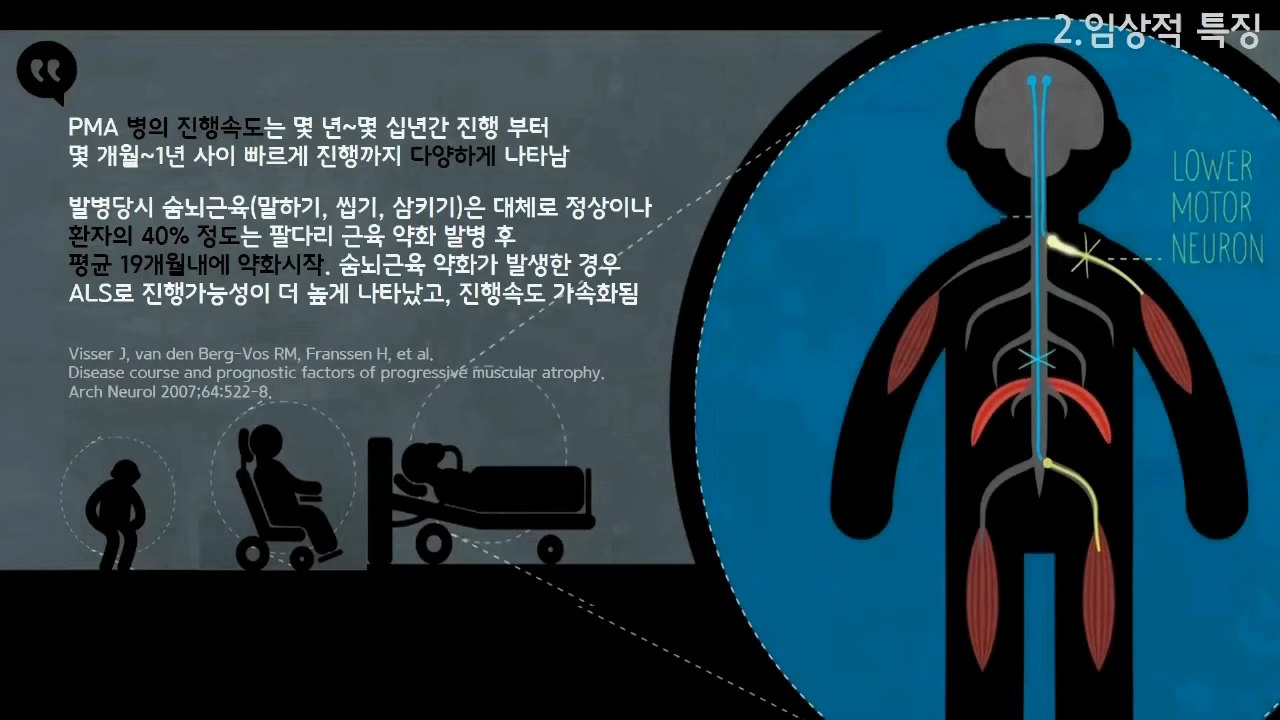 2.임상적 특징
PMA 병의 진행속도는 몇 년~몇 십년간 진행 부터
몇 개월~1년 사이 빠르게 진행까지 다양하게 나타남
발병당시 숨뇌근육(말하기, 씹기, 삼키기)은 대체로 정상이나
환자의 40% 정도는 팔다리 근육 약화 발병 후
평균 19개월내에 약화시작. 숨뇌근육 약화가 발생한 경우
ALS로 진행가능성이 더 높게 나타났고, 진행속도 가속화됨
Visser J, van den Berg-Vos RM, Franssen H, et al.
Disease course and prognostic factors of progressive muscular atrophy.
Arch Neurol 2007;64:522-8.
LOWER
MOTOR
NEURON